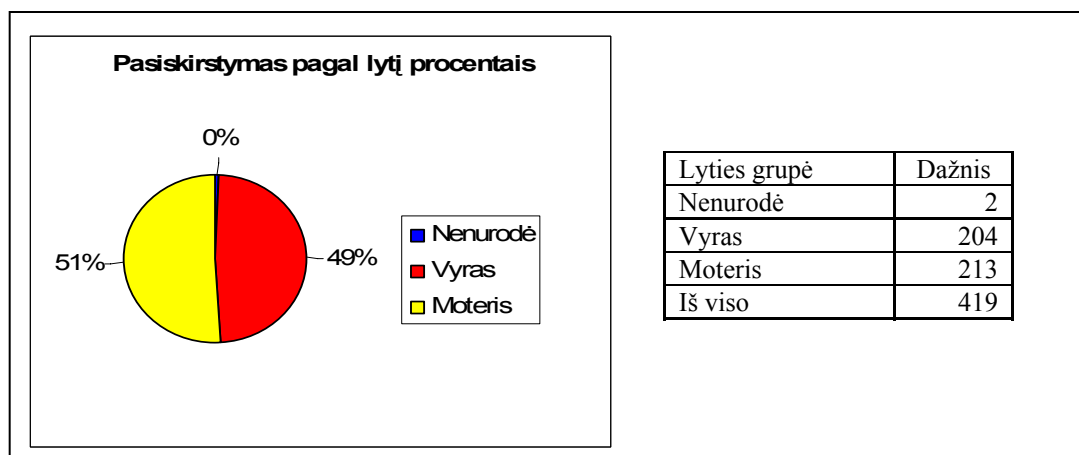 Pasiskirstymas pagal lytį procentais
0%
51%
49%
Nenurodė
Vyras
Moteris
Lyties grupė Dažnis
Nenurodė 2
Vyras 204
Moteris 213
Iš viso 419